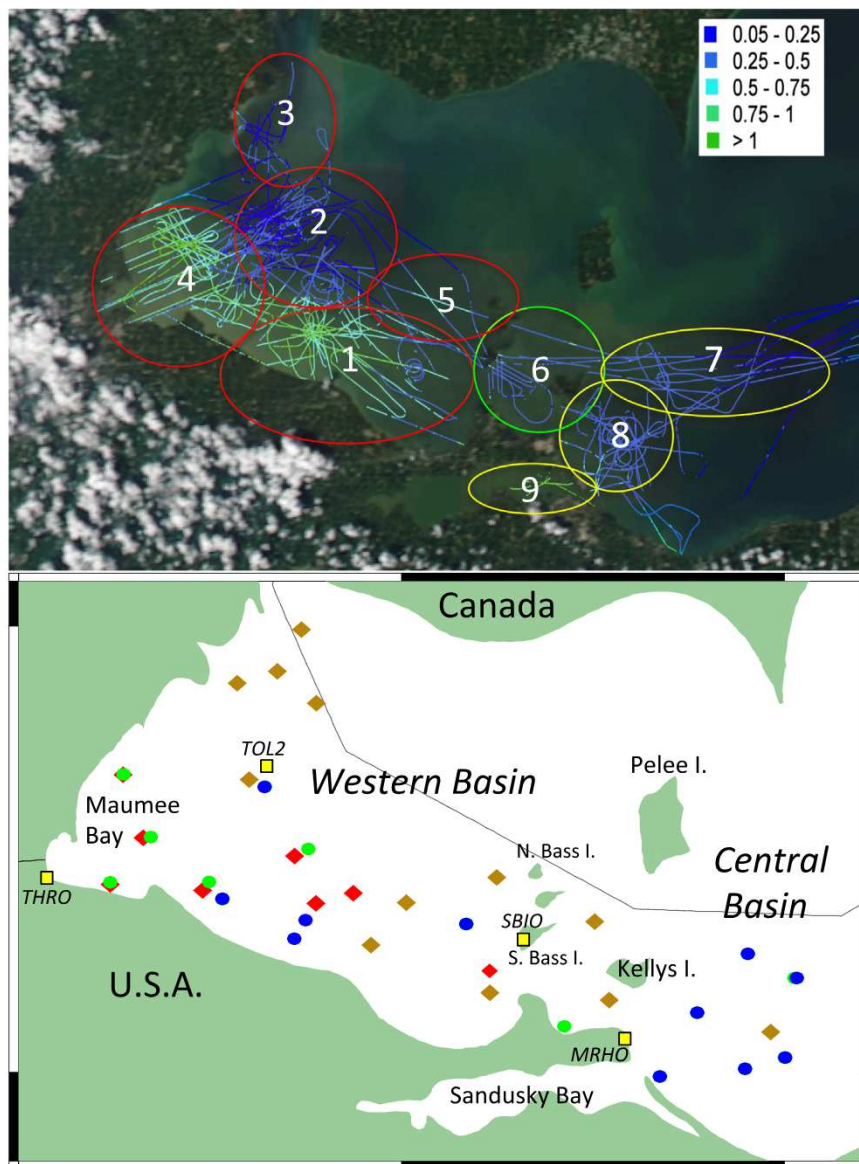 0.05 - 0.25
0.25 - 0.5
0.5 - 0.75
0.75 - 1
> 1
3
2
4
5
1
6
7
8
9
Canada
TOL2
Western Basin
Pelee I.
Maumee
Bay
N. Bass I.
Central
Basin
THRO
SBIO
S. Bass I.
Kellys I.
U.S.A.
MRHO
Sandusky Bay